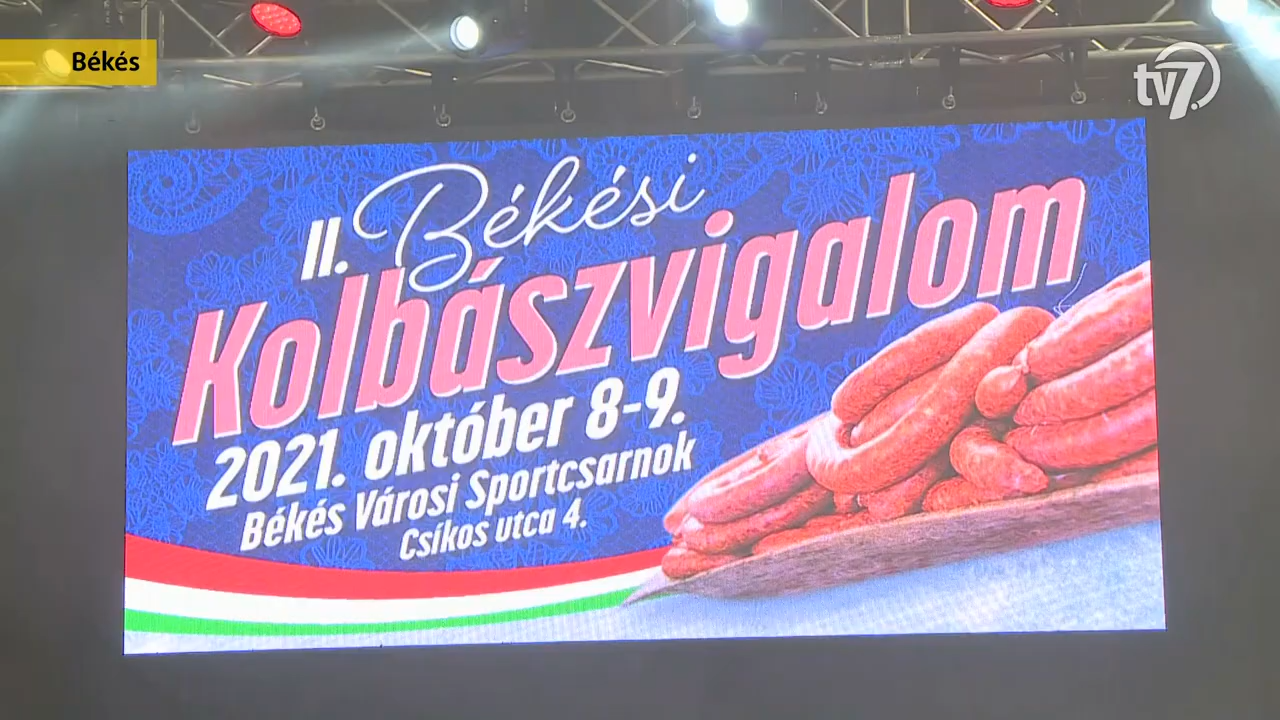 Békés
tv7.
II. Békési
Kolbászvigalom
2021. október 8-9.
Békés Városi Sportcsarnok
Csíkos utca 4.